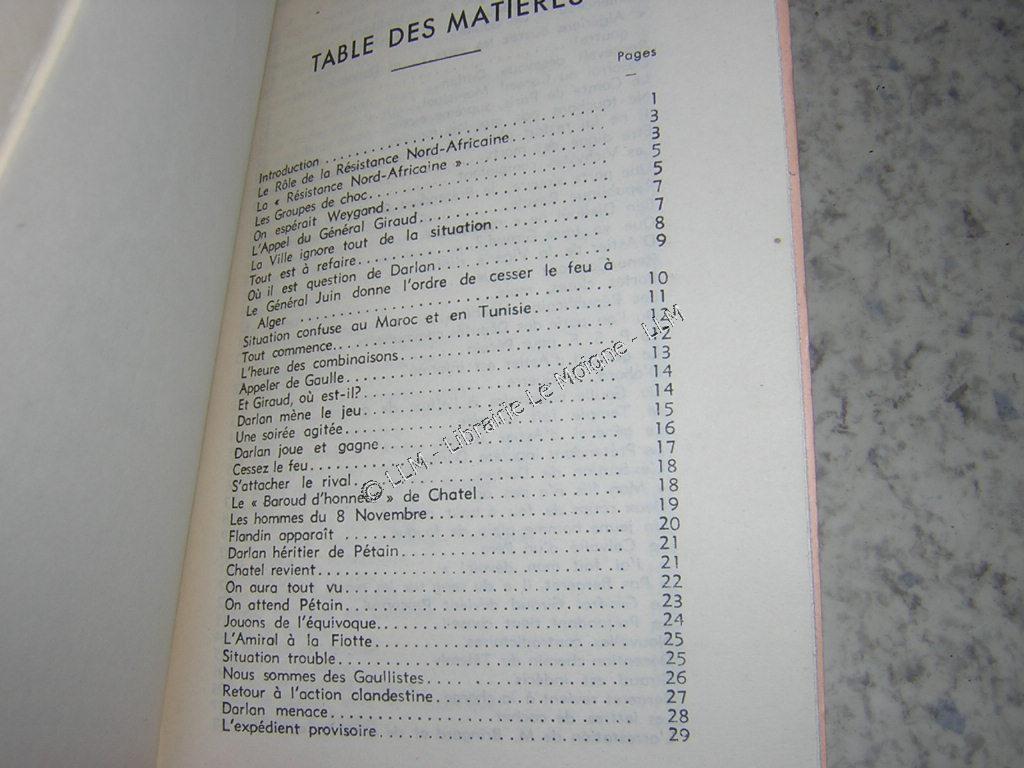 TABLE DES MATIERES
Pages
Introduction 1
Le Rôle de la Résistance Nord-Africaine 3
La « Résistance Nord-Africaine » 3
Les Groupes de choc 5
On espérait Weygand 5
L'Appel du Général Giraud 7
La Ville ignore tout de la situation 7
Tout est à refaire 8
Où il est question de Darlan 9
Le Général Juin donne l'ordre de cesser le feu à
Alger 10
Situation confuse au Maroc et en Tunisie 11
Tout commence 12
L'heure des combinaisons 12
Appeler de Gaulle 13
Et Giraud, où est-il? 14
Darlan mène le jeu 14
Une soirée agitée 15
Darlan joue et gagne 16
Cessez le feu 17
S'attacher le rival 18
Le « Baroud d'honneur » de Chatel 18
Les hommes du 8 Novembre 19
Flandin apparaît 20
Darlan héritier de Pétain 21
Chatel revient 21
On aura tout vu 22
On attend Pétain 23
Jouons de l'équivoque 24
L'Amiral à la Flotte 25
Situation trouble 25
Nous sommes des Gaullistes 26
Retour à l'action clandestine 27
Darlan menace 28
L'expédient provisoire 29
© LLM - Librairie Le Moigne - LLM